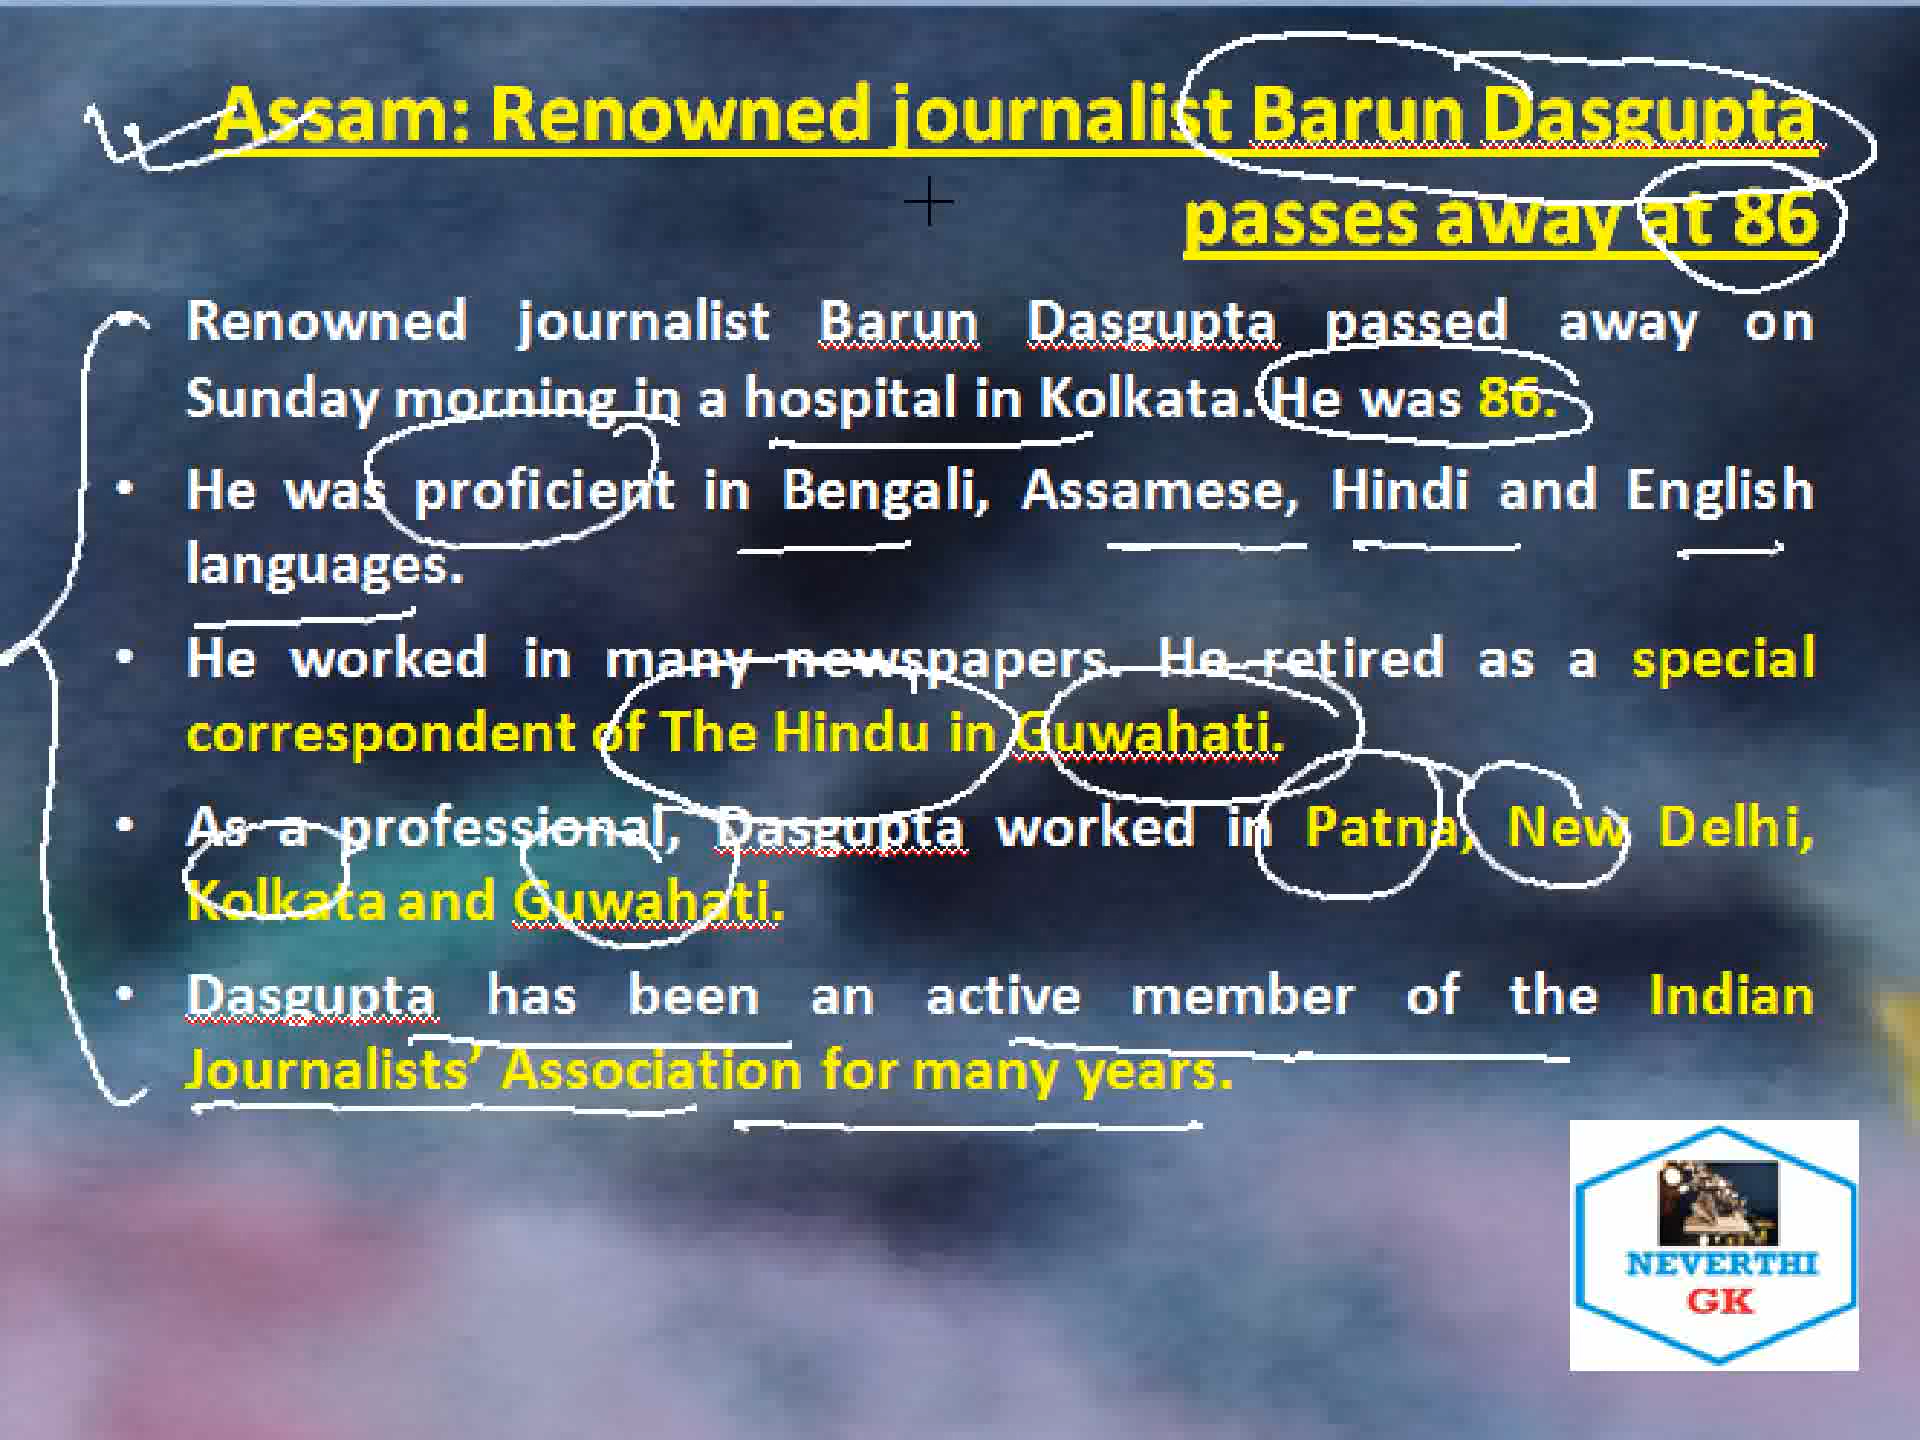 Assam: Renowned journalist Barun Dasgupta
passes away at 86
• Renowned journalist Barun Dasgupta passed away on
Sunday morning in a hospital in Kolkata. He was 86.
• He was proficient in Bengali, Assamese, Hindi and English
languages.
• He worked in many newspapers. He retired as a special
correspondent of The Hindu in Guwahati.
• As a professional, Dasgupta worked in Patna, New Delhi,
Kolkata and Guwahati.
• Dasgupta has been an active member of the Indian
Journalists’ Association for many years.
NEVERTHI
GK